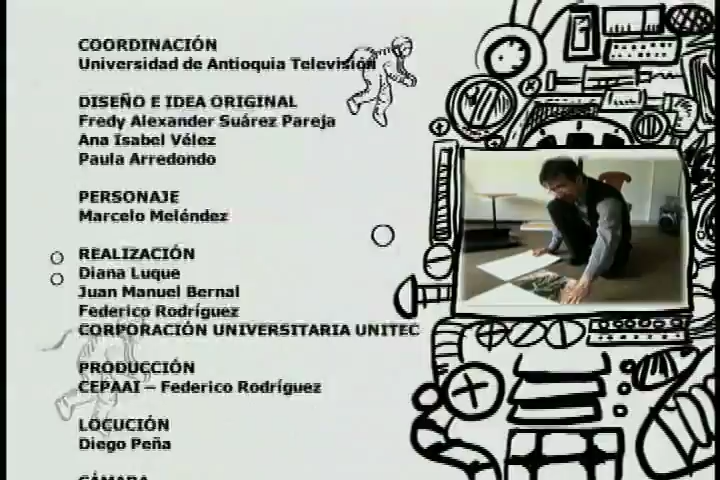 COORDINACIÓN
Universidad de Antioquia Televisión
DISEÑO E IDEA ORIGINAL
Fredy Alexander Suárez Pareja
Ana Isabel Vélez
Paula Arredondo
PERSONAJE
Marcelo Meléndez
REALIZACIÓN
Diana Luque
Juan Manuel Bernal
Federico Rodríguez
CORPORACIÓN UNIVERSITARIA UNITEC
PRODUCCIÓN
CEPAAI – Federico Rodríguez
LOCUCIÓN
Diego Peña
CÁMARA